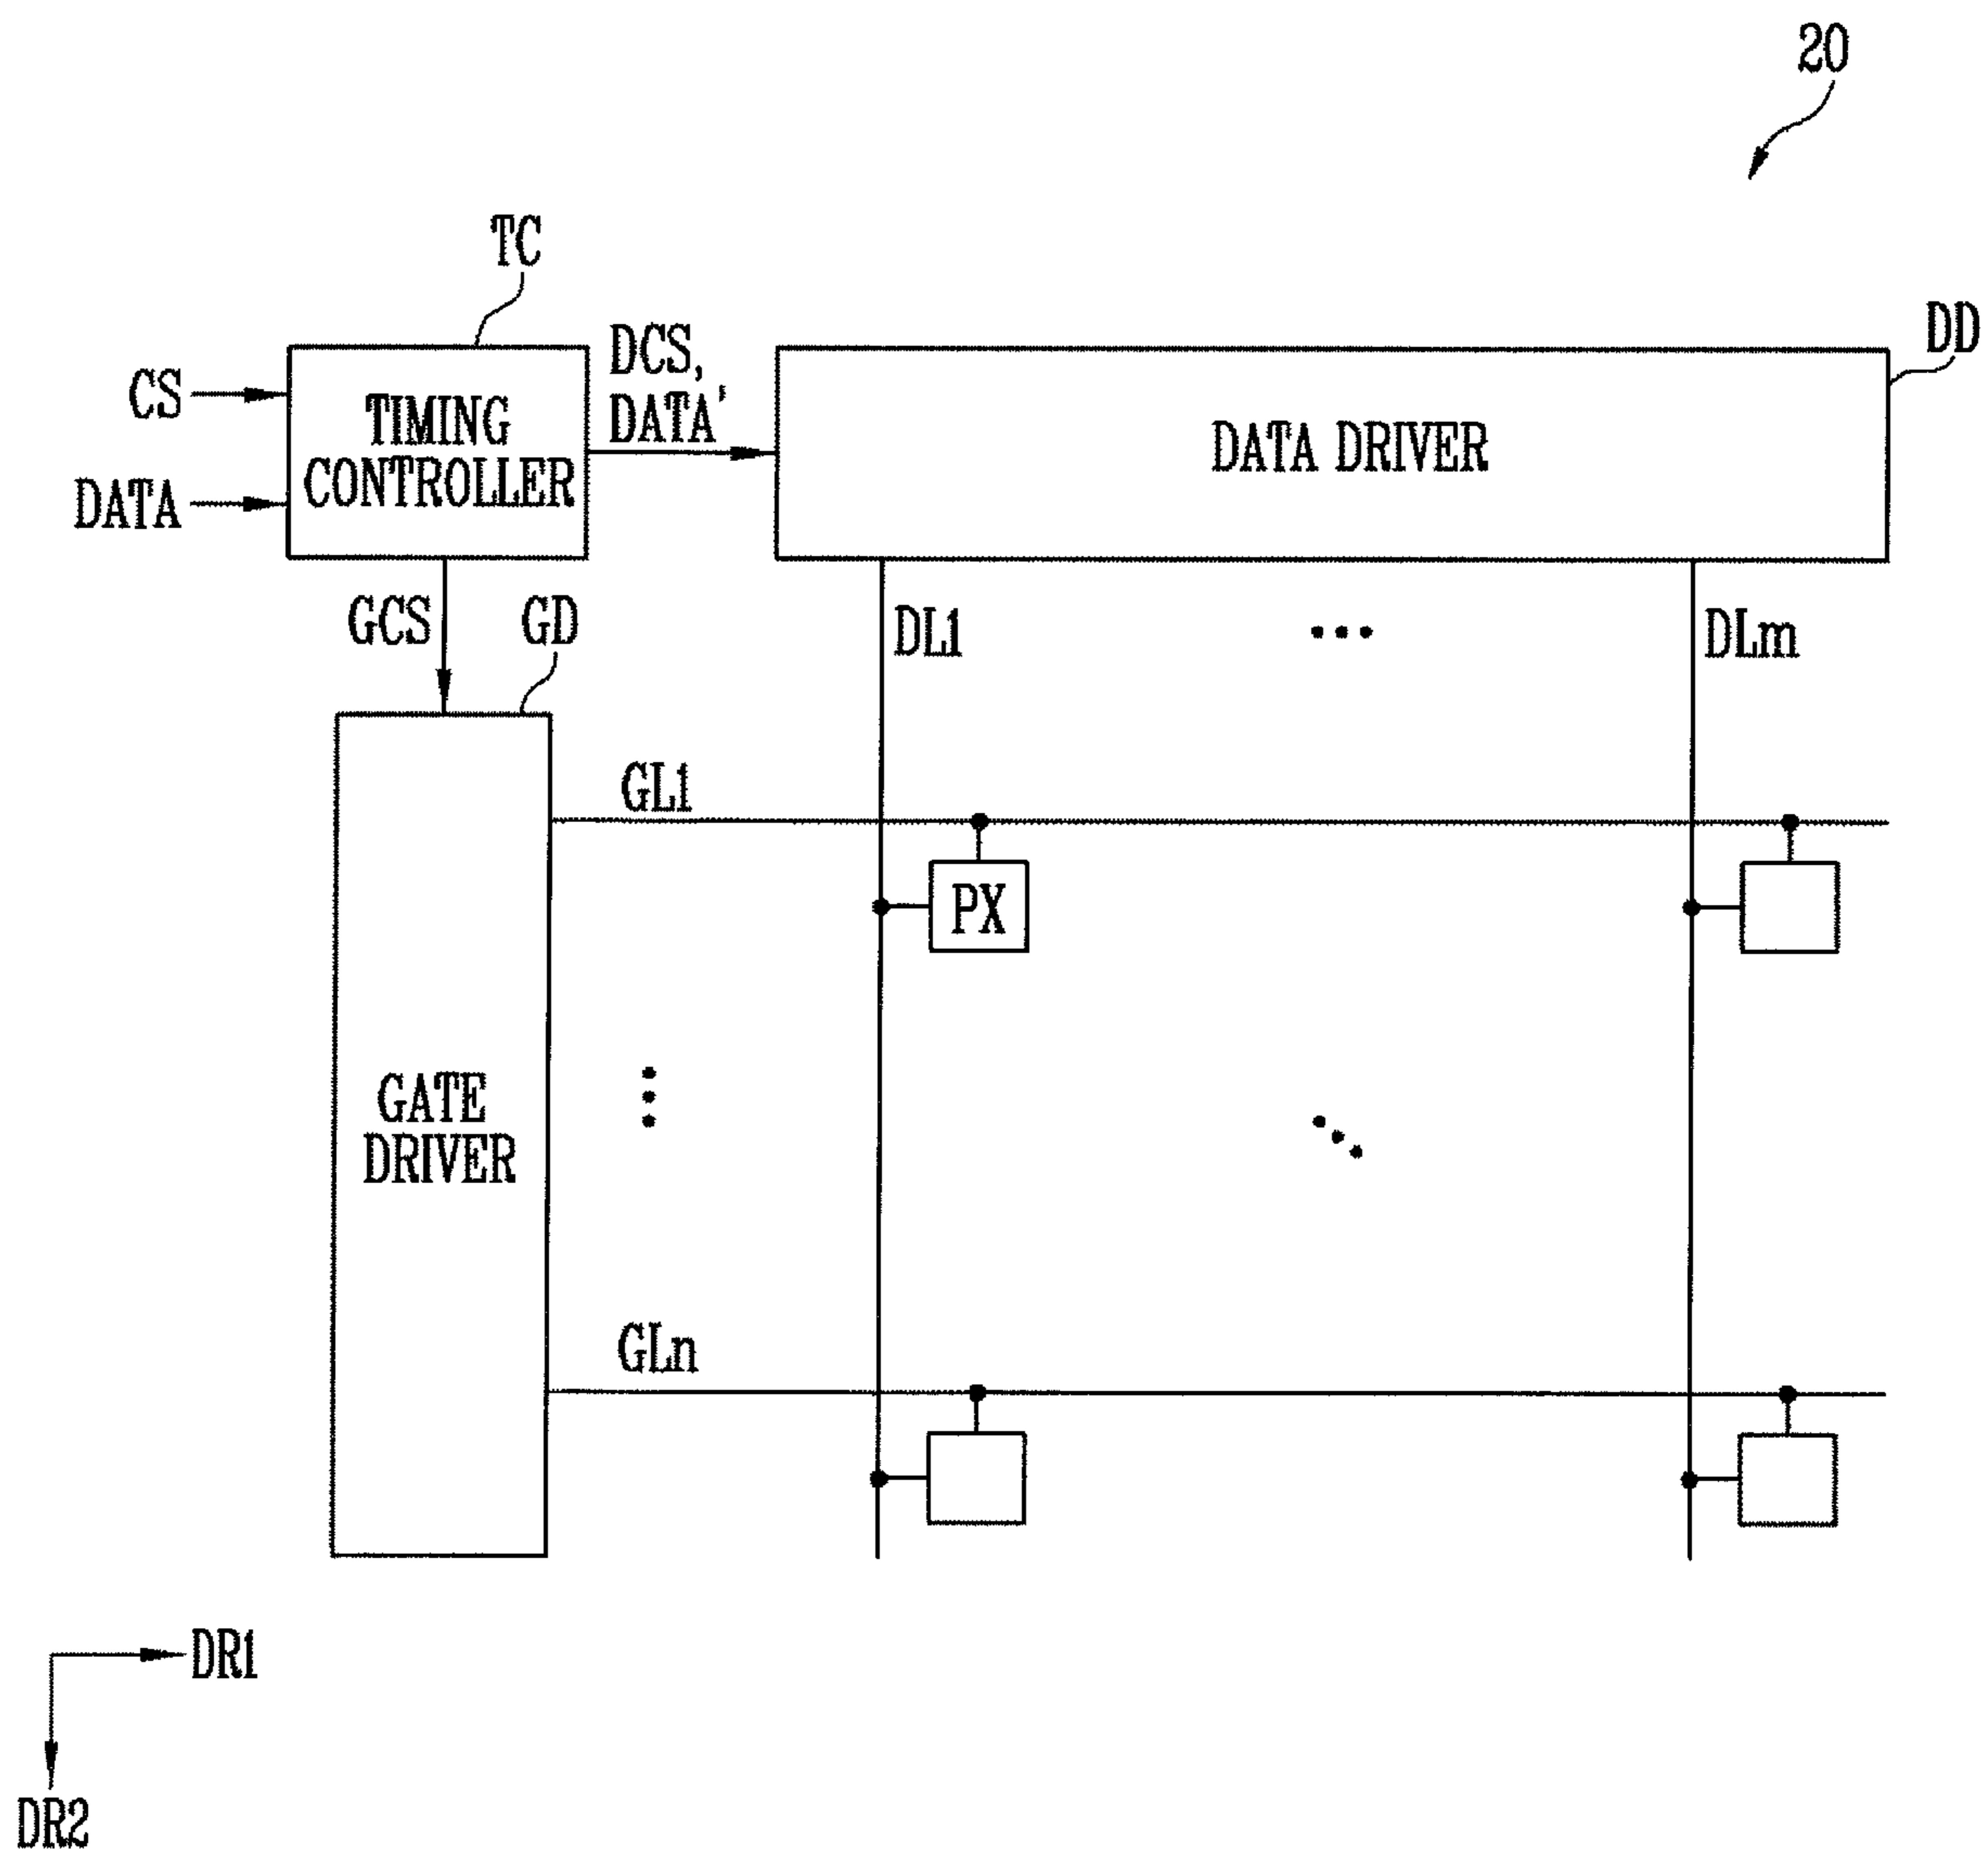 20
TC
DD
CS
DATA
TIMING
CONTROLLER
DCS,
DATA'
DATA DRIVER
GCS
GD
DL1
DLm
GL1
PX
GATE
DRIVER
GLn
DR1
DR2